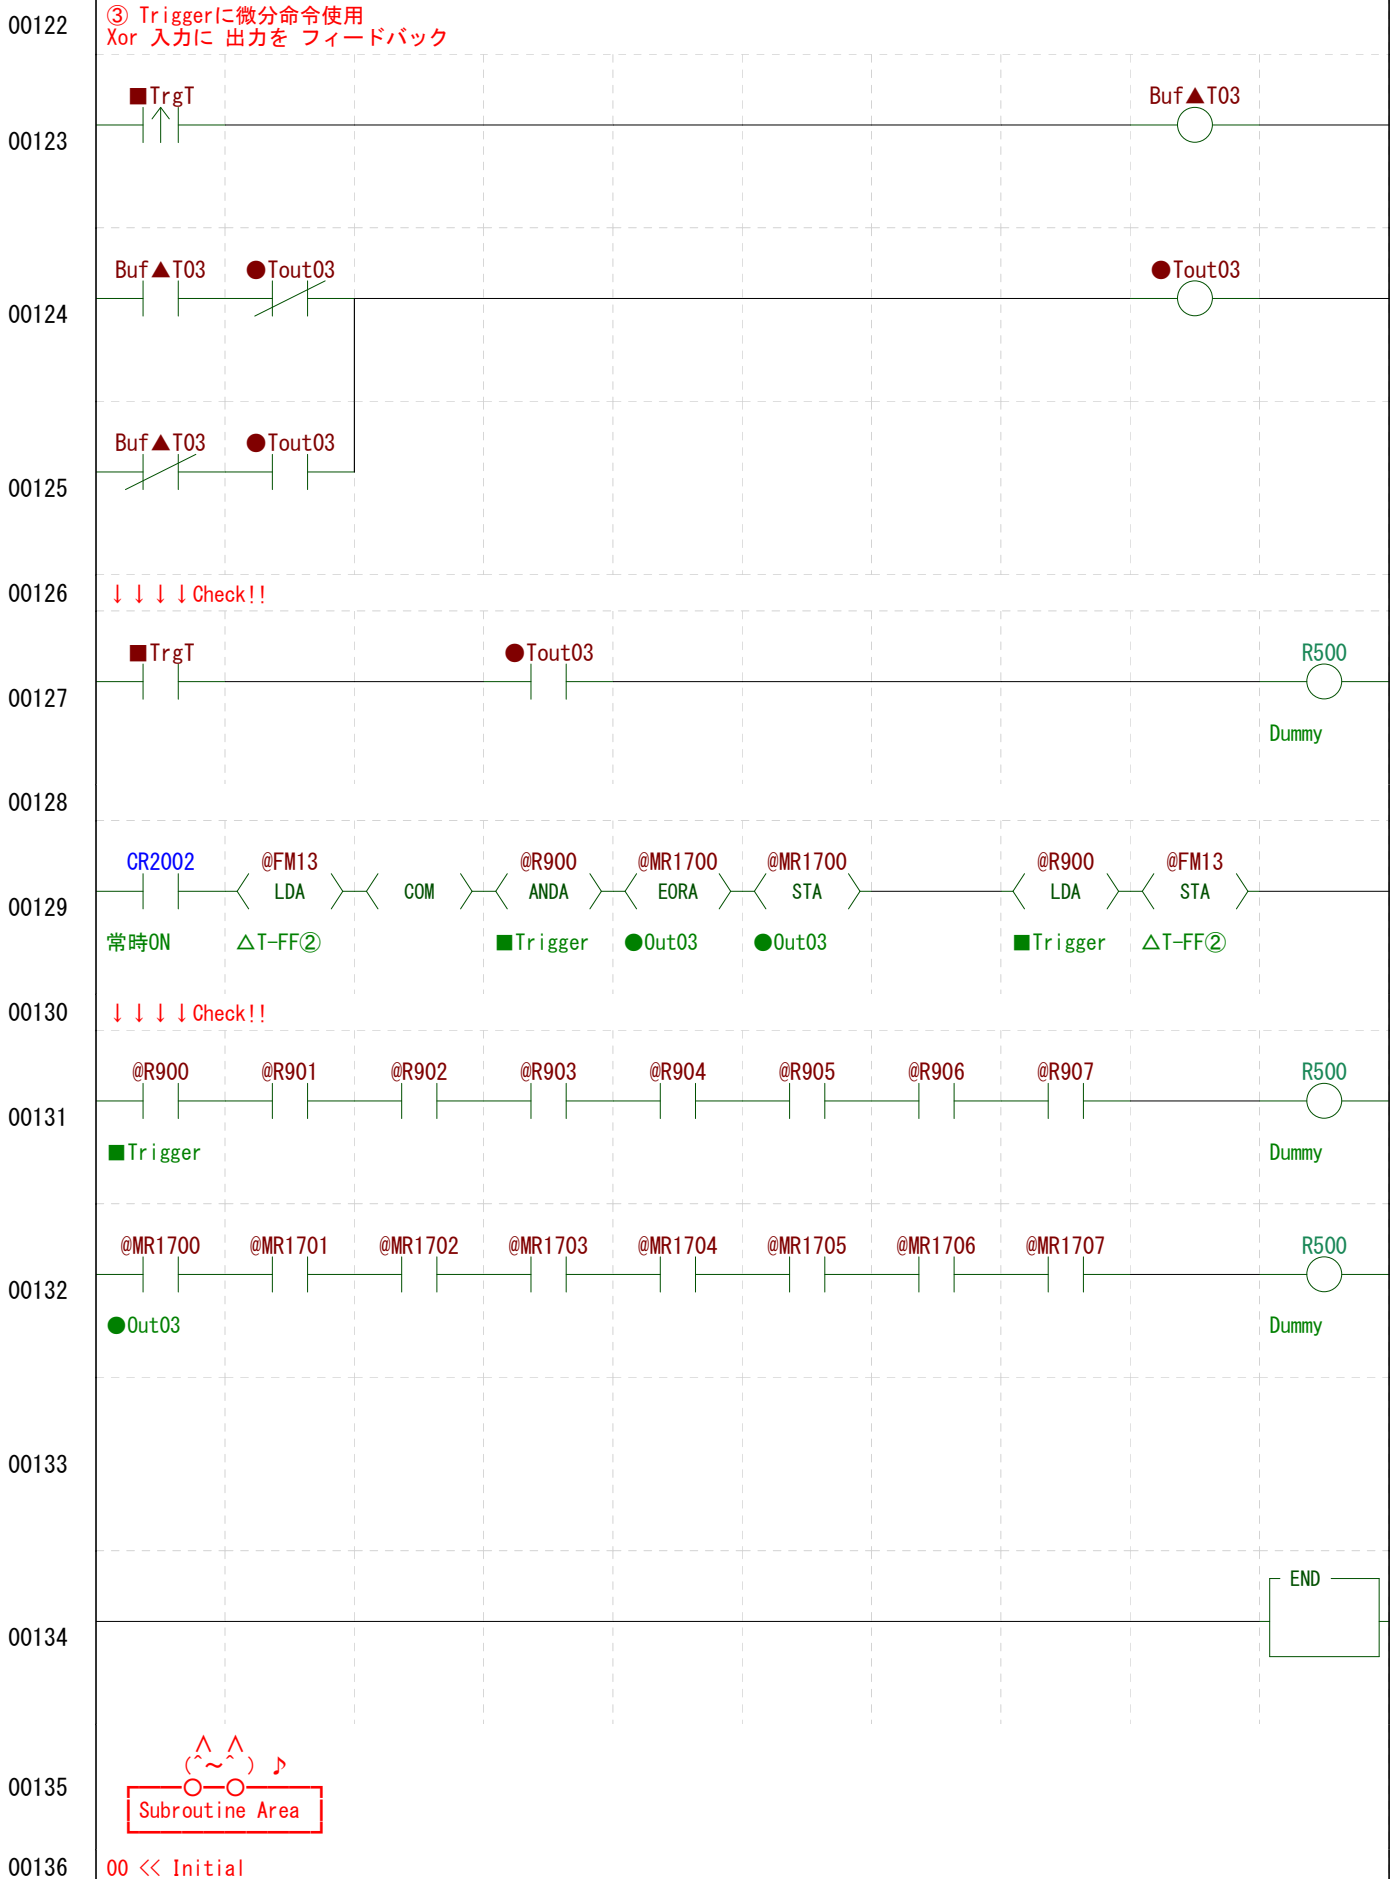 00122
③ Triggerに微分命令使用
Xor 入力に 出力を フィードバック
■TrgT Buf▲T03
00123
Buf▲T03 ●Tout03 ●Tout03
00124
Buf▲T03 ●Tout03
00125
00126 ↓↓↓↓Check!!
■TrgT ●Tout03 R500
00127
Dummy
00128
CR2002 @FM13 @R900 @MR1700 @MR1700 @R900 @FM13
LDA COM ANDA EORA STA LDA STA
00129
常時ON △T-FF② ■Trigger ●Out03 ●Out03 ■Trigger △T-FF②
00130 ↓↓↓↓Check!!
@R900 @R901 @R902 @R903 @R904 @R905 @R906 @R907 R500
00131
■Trigger Dummy
@MR1700 @MR1701 @MR1702 @MR1703 @MR1704 @MR1705 @MR1706 @MR1707 R500
00132
●Out03 Dummy
00133
END
00134
∧ ∧
(^~^) ♪
00135
Subroutine Area
00136 00 << Initial